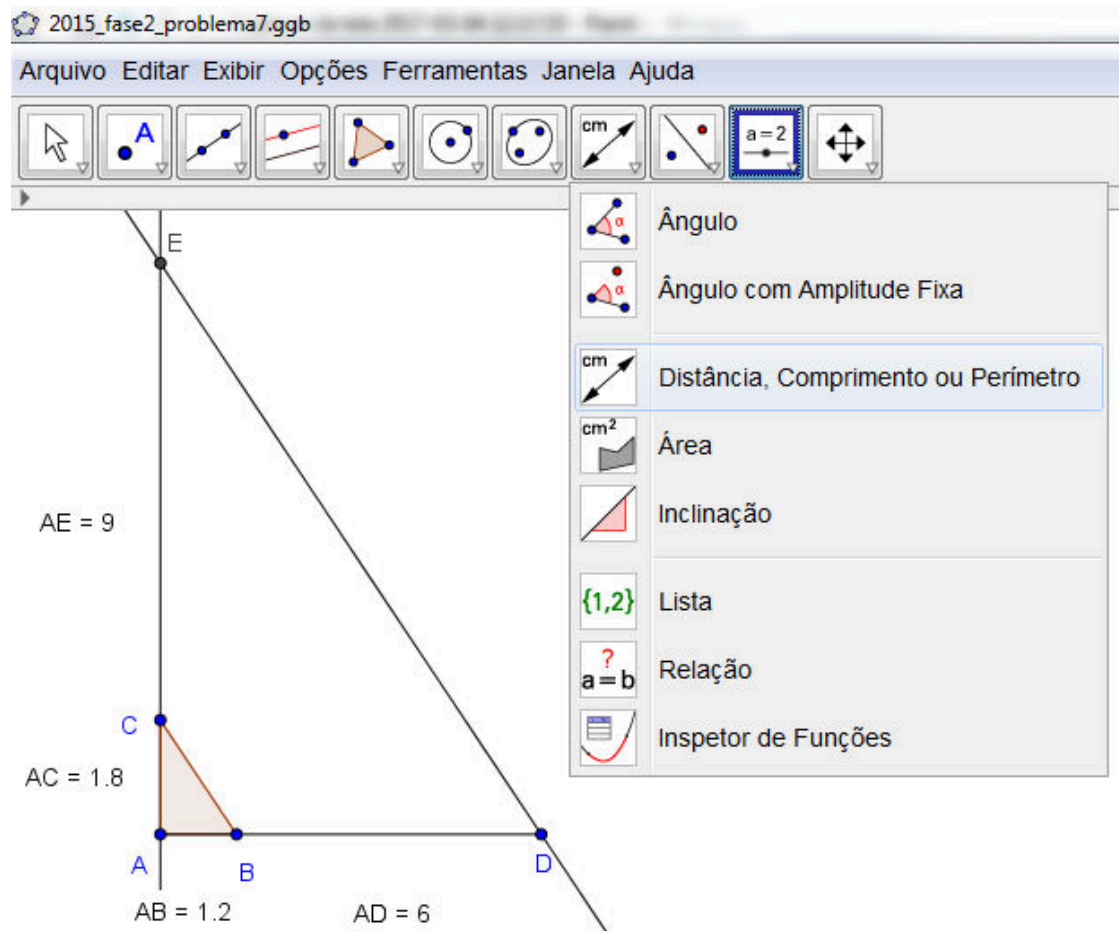 2015_fase2_problema7.ggb
Arquivo Editar Exibir Opções Ferramentas Janela Ajuda
A
cm
a = 2
α
Ângulo
α
Ângulo com Amplitude Fixa
cm
Distância, Comprimento ou Perímetro
cm²
Área
Inclinação
{1,2}
Lista
?
a = b
Relação
Inspetor de Funções
E
AE = 9
C
AC = 1.8
A
B
D
AB = 1.2
AD = 6